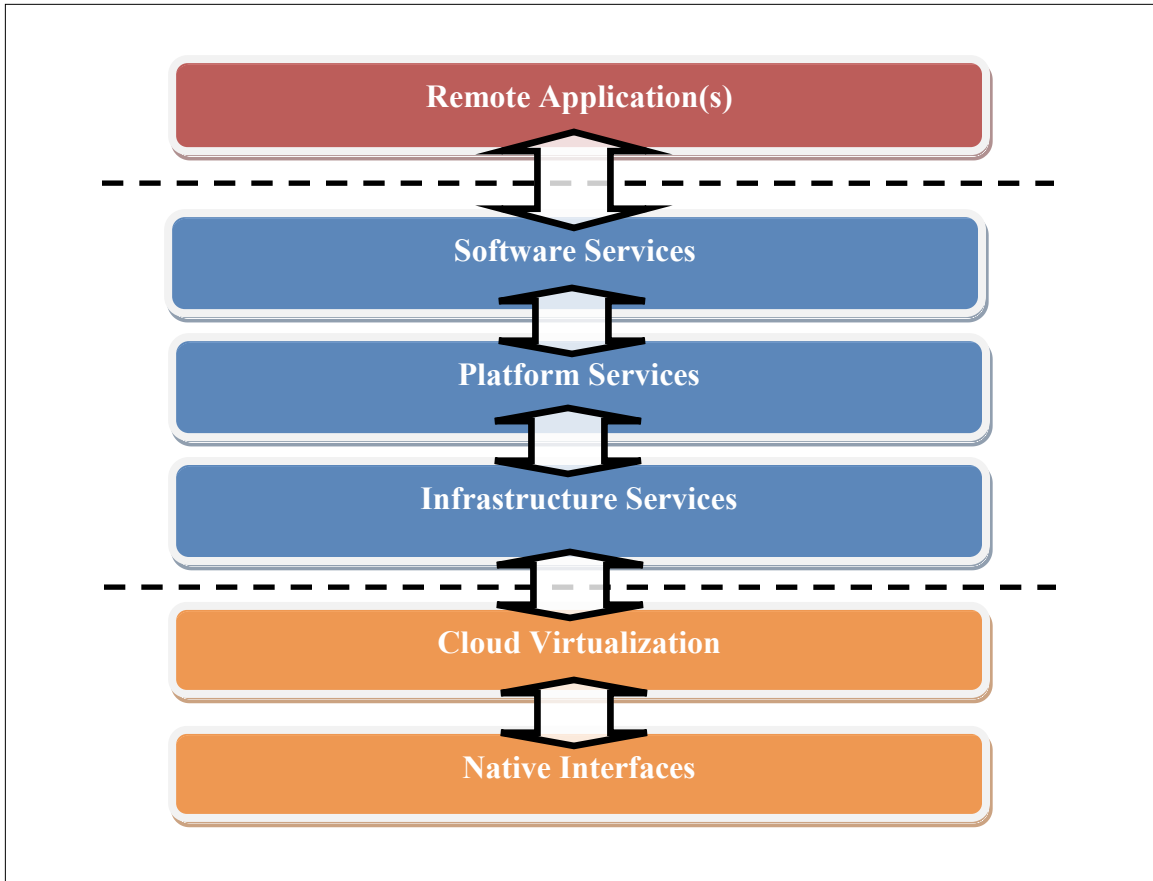 Remote Application(s)
Software Services
Platform Services
Infrastructure Services
Cloud Virtualization
Native Interfaces